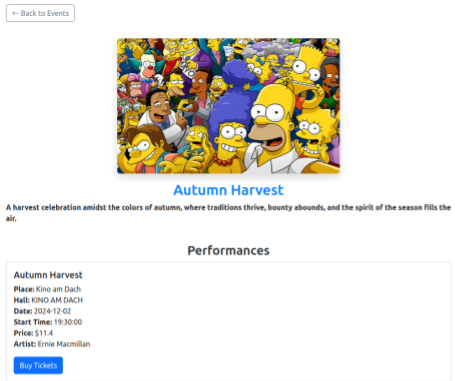 ← Back to Events
Autumn Harvest
A harvest celebration amidst the colors of autumn, where traditions thrive, bounty abounds, and the spirit of the season fills the
air.
Performances
Autumn Harvest
Place: Kino am Dach
Hall: KINO AM DACH
Date: 2024-12-02
Start Time: 19:30:00
Price: $11.4
Artist: Ernie Macmillan
Buy Tickets